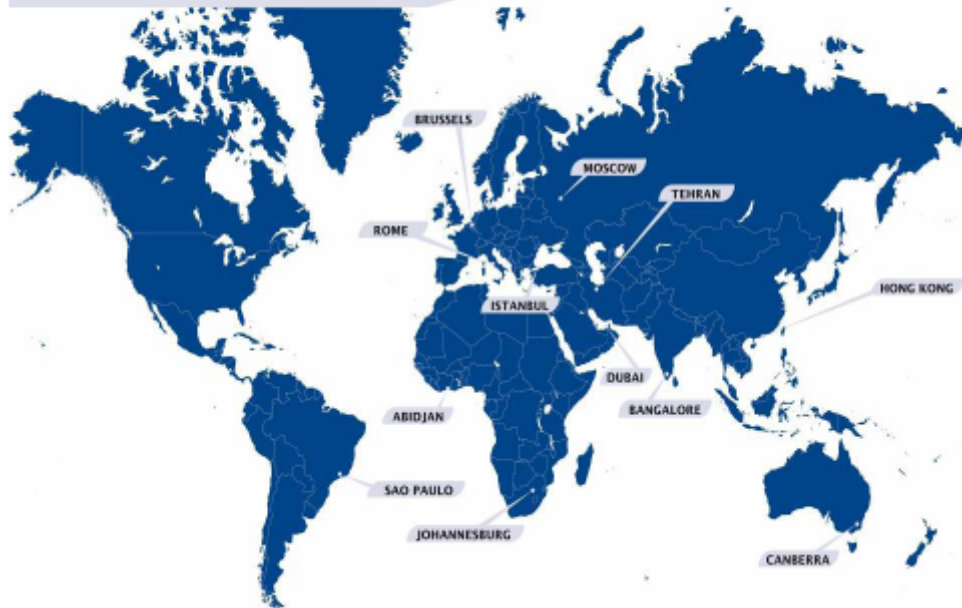 BRUSSELS
MOSCOW
TEHRAN
ROME
HONG KONG
ISTANBUL
DUBAI
ABIDJAN
BANGALORE
SAO PAULO
JOHANNESBURG
CANBERRA